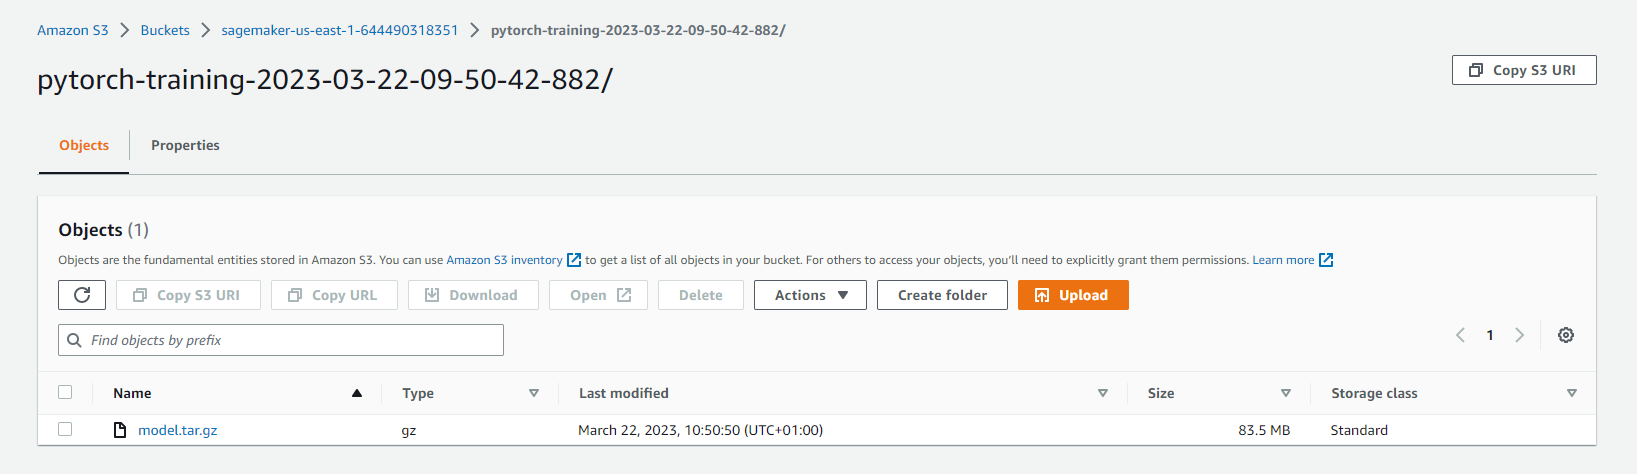 Amazon S3 > Buckets > sagemaker-us-east-1-644490318351 > pytorch-training-2023-03-22-09-50-42-882/
pytorch-training-2023-03-22-09-50-42-882/
Copy S3 URI
Objects Properties
Objects (1)
Objects are the fundamental entities stored in Amazon S3. You can use Amazon S3 inventory to get a list of all objects in your bucket. For others to access your objects, you'll need to explicitly grant them permissions. Learn more
Copy S3 URI Copy URL Download Open Delete Actions Create folder Upload
Find objects by prefix
1
Name Type Last modified Size Storage class
model.tar.gz gz March 22, 2023, 10:50:50 (UTC+01:00) 83.5 MB Standard